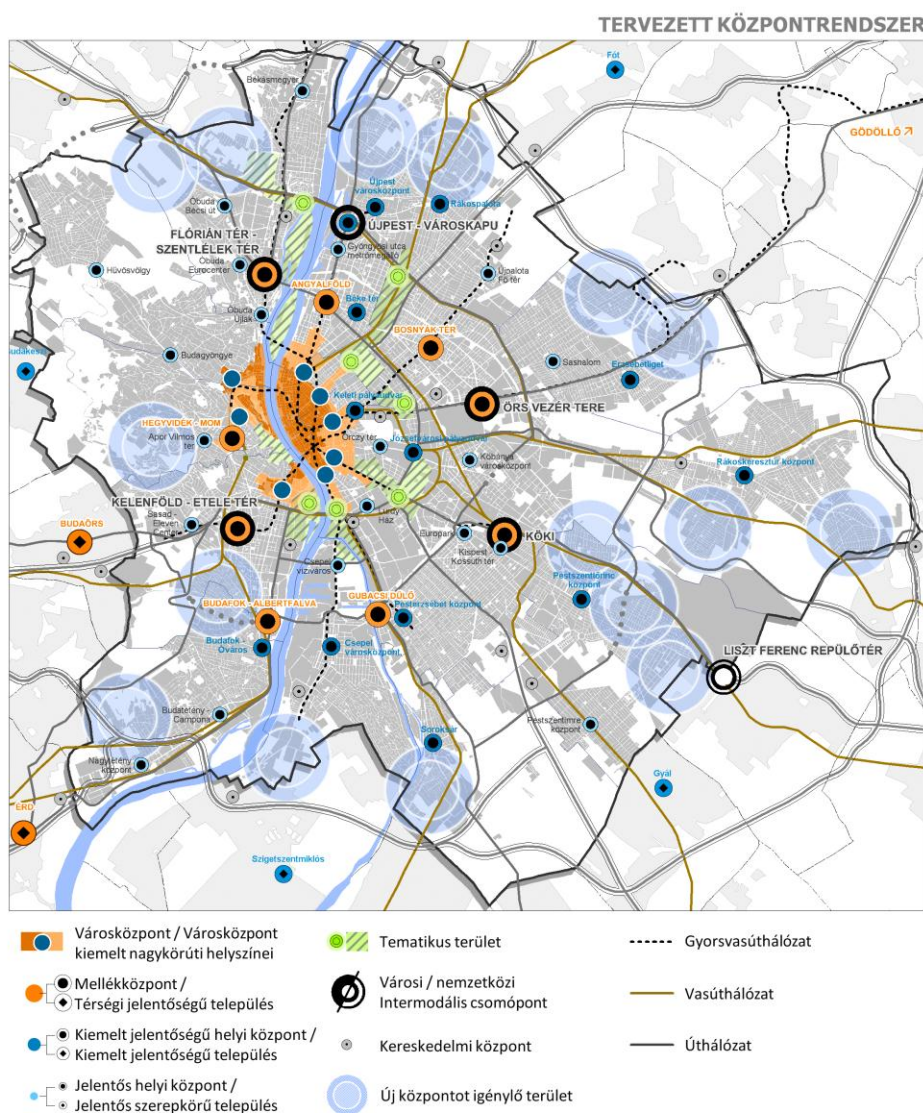 TERVEZETT KÖZPONTRENDSZER
Fót
Békásmegyer
GÖDÖLLŐ
Újpest
városközpont
Rákospalota
Óbuda
Bécsi út
ÚJPEST - VÁROSKAPU
FLÓRIÁN TÉR -
SZENTLÉLEK TÉR
Gyöngyösi utca
metrómegálló
Óbuda
Eurocenter
Hűvösvölgy
Újpalota
Fő tér
ANGYALFÖLD
Béke tér
Óbuda
Újlak
BOSNYÁK TÉR
Budakeszi
Budagyöngye
Sashalom
Erzsébetliget
Keleti pályaudvar
ÖRS VEZÉR TERE
HEGYVIDÉK - MOM
Apor Vilmos
tér
Orczy tér
Józsefvárosi pályaudvar
Kőbánya
városközpont
Rákoskeresztúr központ
KELENFÖLD - ETELE TÉR
Sasad -
Eleven
Center
Lurdy
Ház
BUDAÖRS
Europark
KÖKI
Kispest
Kossuth tér
Csepel
víziváros
Pestszentlőrinc
központ
GUBACSI DŰLŐ
BUDAFOK - ALBERTFALVA
Pesterzsébet központ
Budafok -
Óváros
Csepel
városközpont
LISZT FERENC REPÜLŐTÉR
Budatétény -
Campona
Pestszentimre
központ
Soroksár
Nagytétény
központ
Gyál
ÉRD
Szigetszentmiklós
Városközpont / Városközpont
kiemelt nagykörúti helyszínei
Mellékközpont /
Térségi jelentőségű település
Kiemelt jelentőségű helyi központ /
Kiemelt jelentőségű település
Jelentős helyi központ /
Jelentős szerepkörű település
Tematikus terület
Városi / nemzetközi
Intermodális csomópont
Kereskedelmi központ
Új központot igénylő terület
Gyorsvasúthálózat
Vasúthálózat
Úthálózat